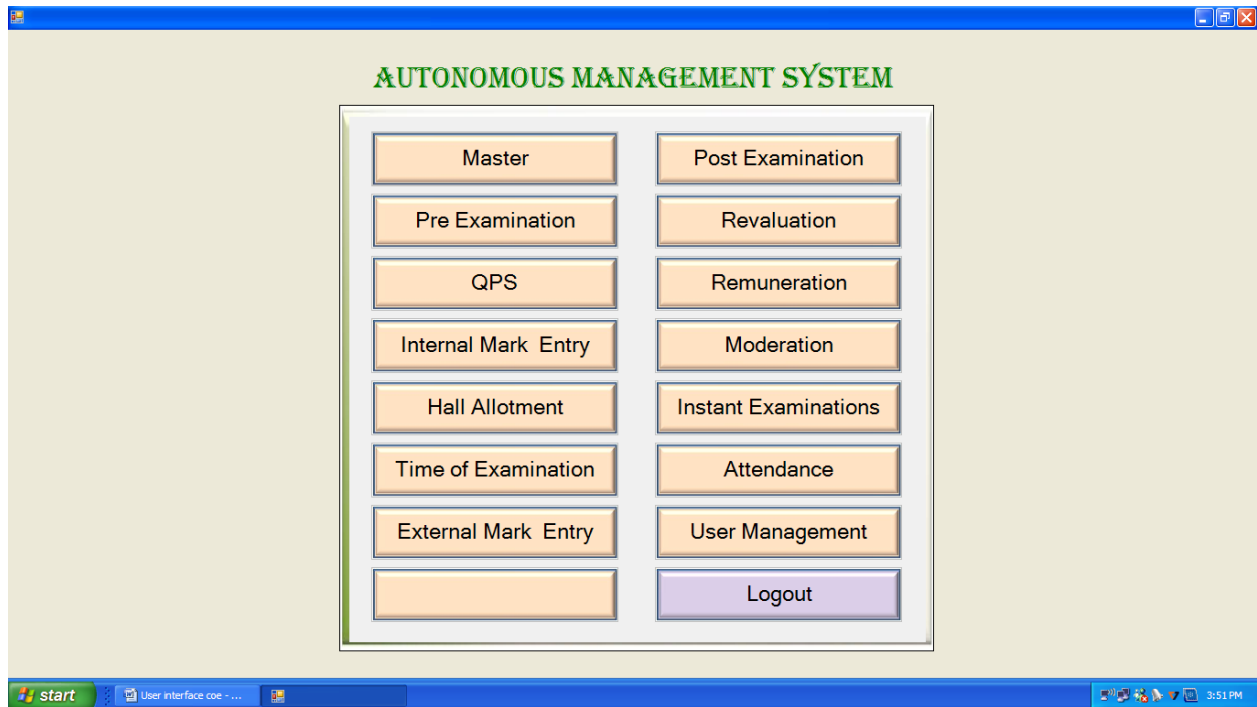 AUTONOMOUS MANAGEMENT SYSTEM
Master
Post Examination
Pre Examination
Revaluation
QPS
Remuneration
Internal Mark  Entry
Moderation
Hall Allotment
Instant Examinations
Time of Examination
Attendance
External Mark  Entry
User Management
Logout
start
User interface coe - ...
3:51 PM